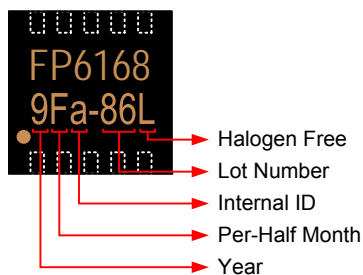 FP6168
9Fa-86L
Halogen Free
Lot Number
Internal ID
Per-Half Month
Year